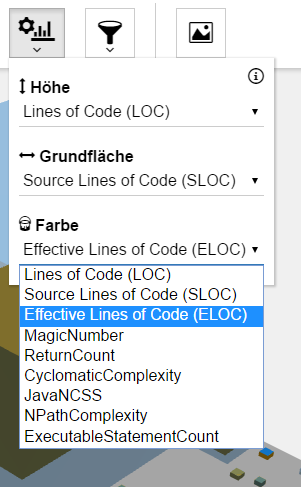 Höhe
Lines of Code (LOC)
Grundfläche
Source Lines of Code (SLOC)
Farbe
Effective Lines of Code (ELOC)
Lines of Code (LOC)
Source Lines of Code (SLOC)
Effective Lines of Code (ELOC)
MagicNumber
ReturnCount
CyclomaticComplexity
JavaNCSS
NPathComplexity
ExecutableStatementCount